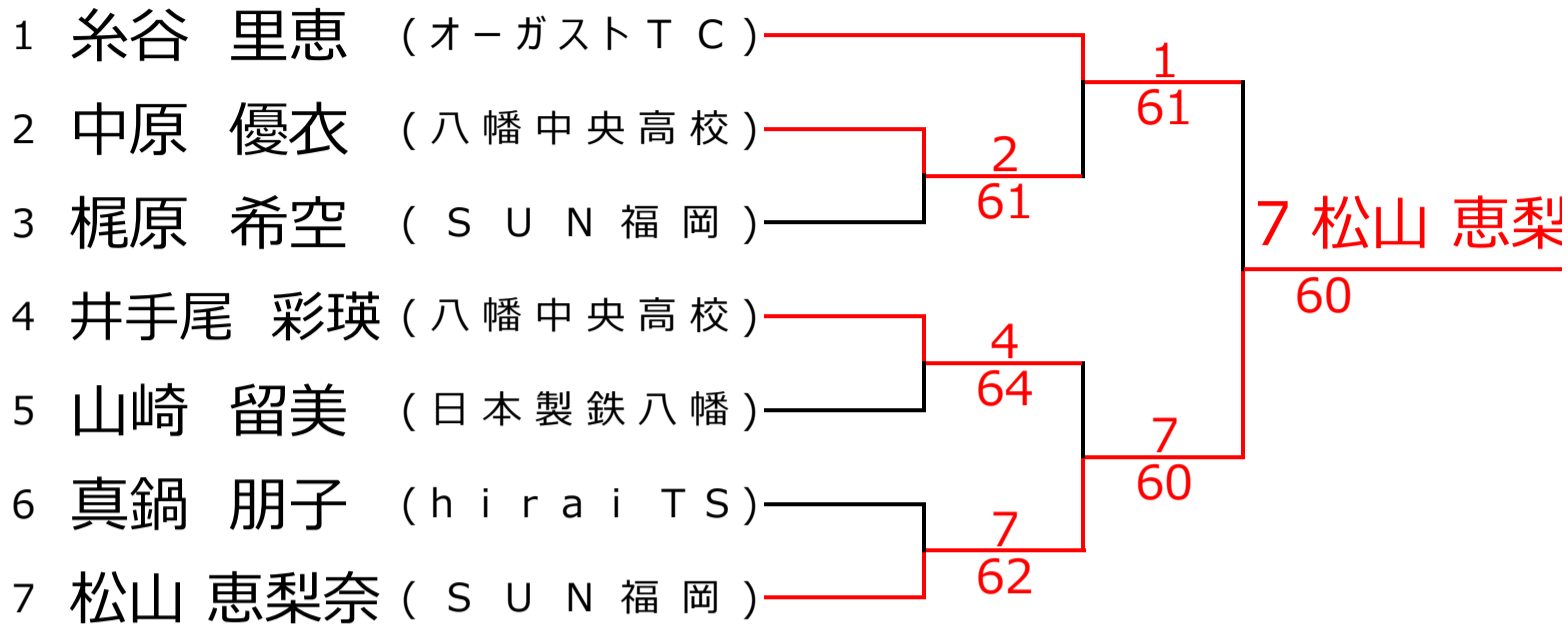 1 糸谷 里恵 (オーガストTC)
1
61
2 中原 優衣 (八幡中央高校)
2
61
3 梶原 希空 (SUN福岡)
7 松山 恵梨
60
4 井手尾 彩瑛 (八幡中央高校)
4
64
5 山崎 留美 (日本製鉄八幡)
7
60
6 真鍋 朋子 (hirai TS)
7
62
7 松山 恵梨奈 (SUN福岡)